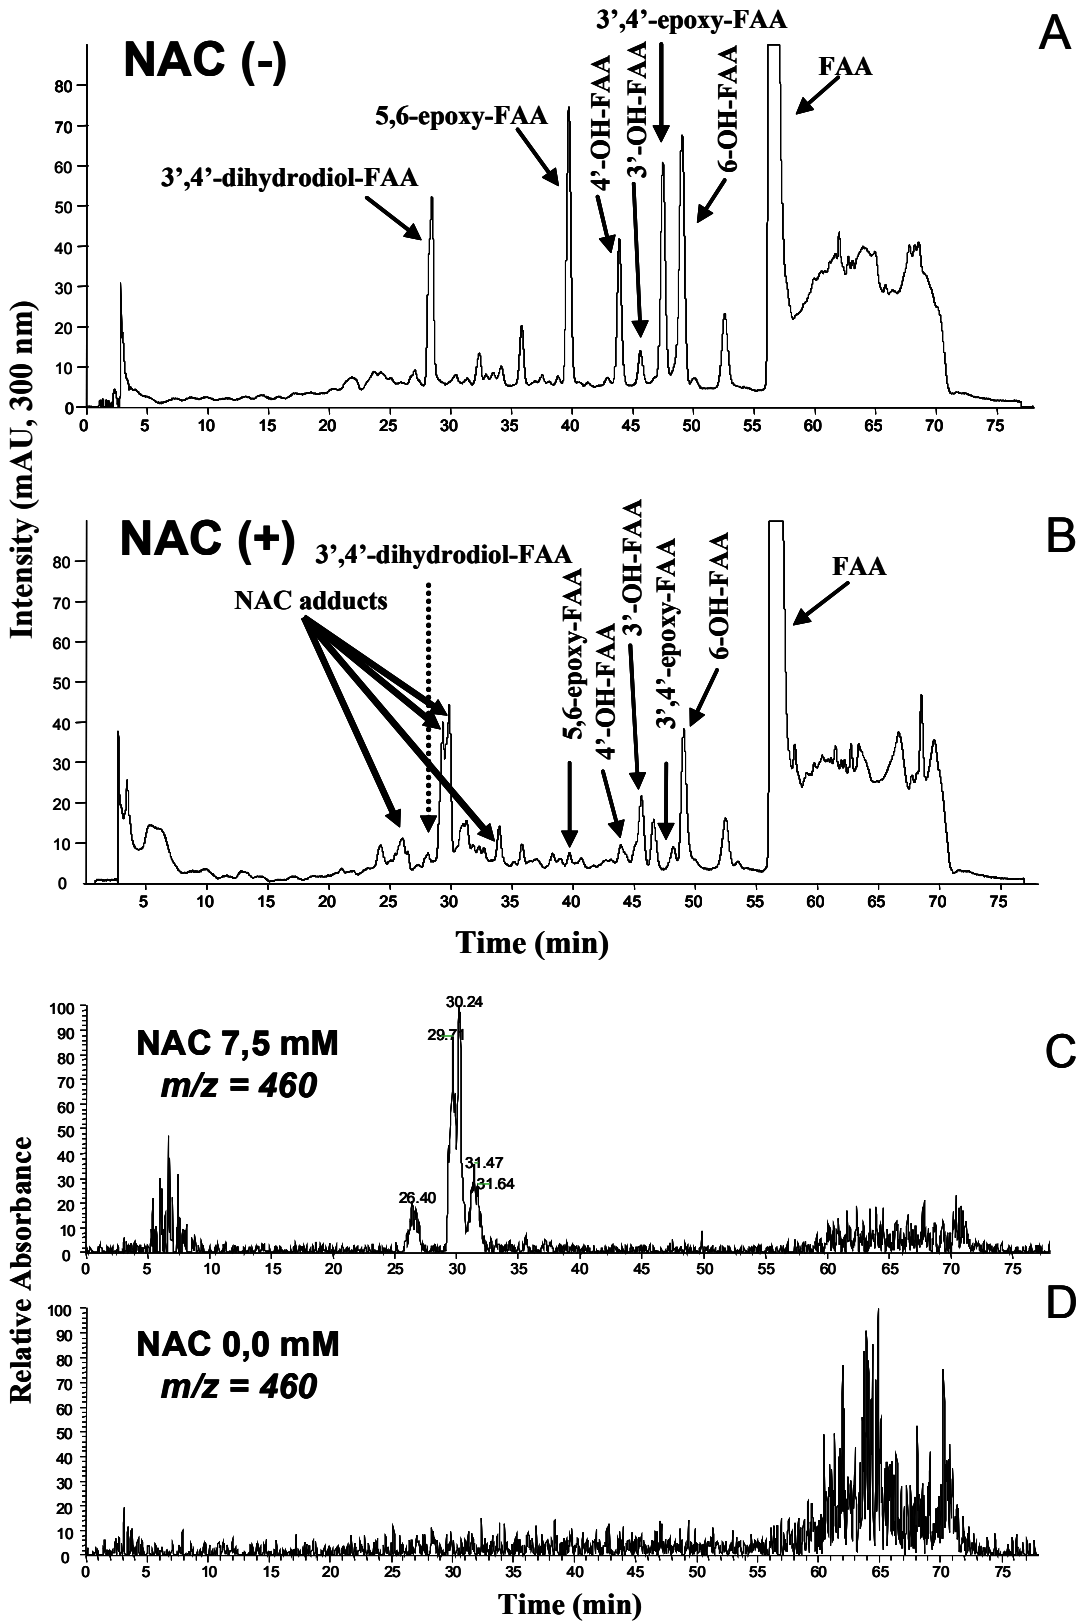 A
NAC (-)
3’,4’-epoxy-FAA
FAA
5,6-epoxy-FAA
4’-OH-FAA
3’-OH-FAA
6-OH-FAA
3’,4’-dihydrodiol-FAA
80
70
60
50
40
30
20
10
0
0 5 10 15 20 25 30 35 40 45 50 55 60 65 70 75
Intensity (mAU, 300 nm)
B
NAC (+)
3’,4’-dihydrodiol-FAA
NAC adducts
5,6-epoxy-FAA
4’-OH-FAA
3’-OH-FAA
3’,4’-epoxy-FAA
6-OH-FAA
FAA
80
70
60
50
40
30
20
10
0
5 10 15 20 25 30 35 40 45 50 55 60 65 70 75
Time (min)
C
NAC 7,5 mM
m/z = 460
30.24
29.71
31.47
31.64
26.40
100
90
80
70
60
50
40
30
20
10
0
0 5 10 15 20 25 30 35 40 45 50 55 60 65 70 75
Relative Absorbance
D
NAC 0,0 mM
m/z = 460
100
90
80
70
60
50
40
30
20
10
0
0 5 10 15 20 25 30 35 40 45 50 55 60 65 70 75
Time (min)